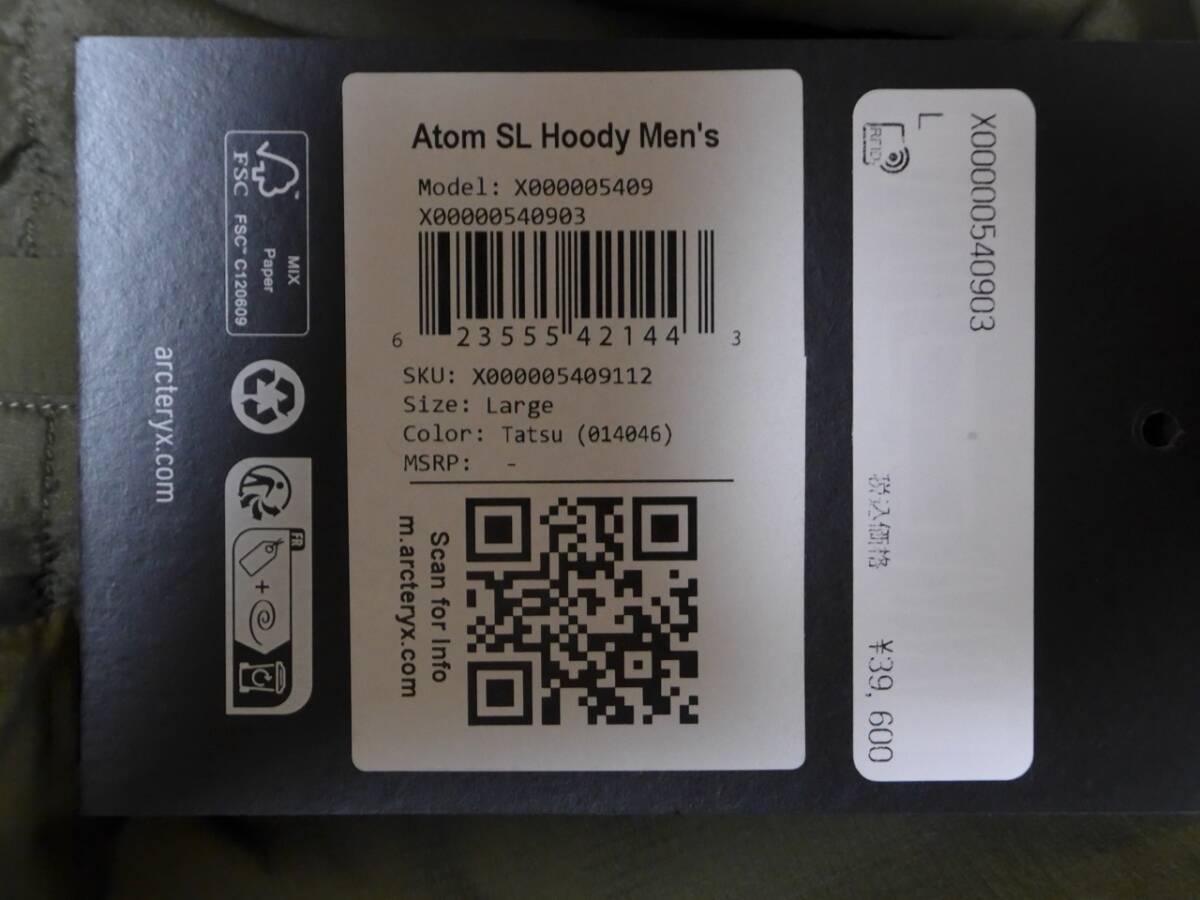 MIX
Paper
FSC
FSC™ C120609
arcteryx.com
FR
+
Atom SL Hoody Men's
Model: X000005409
X00000540903
6 23555 42144 3
SKU: X000005409112
Size: Large
Color: Tatsu (014046)
MSRP: -
Scan for Info
m.arcteryx.com
X00000540903
L
RFID
税込価格 ¥39,600